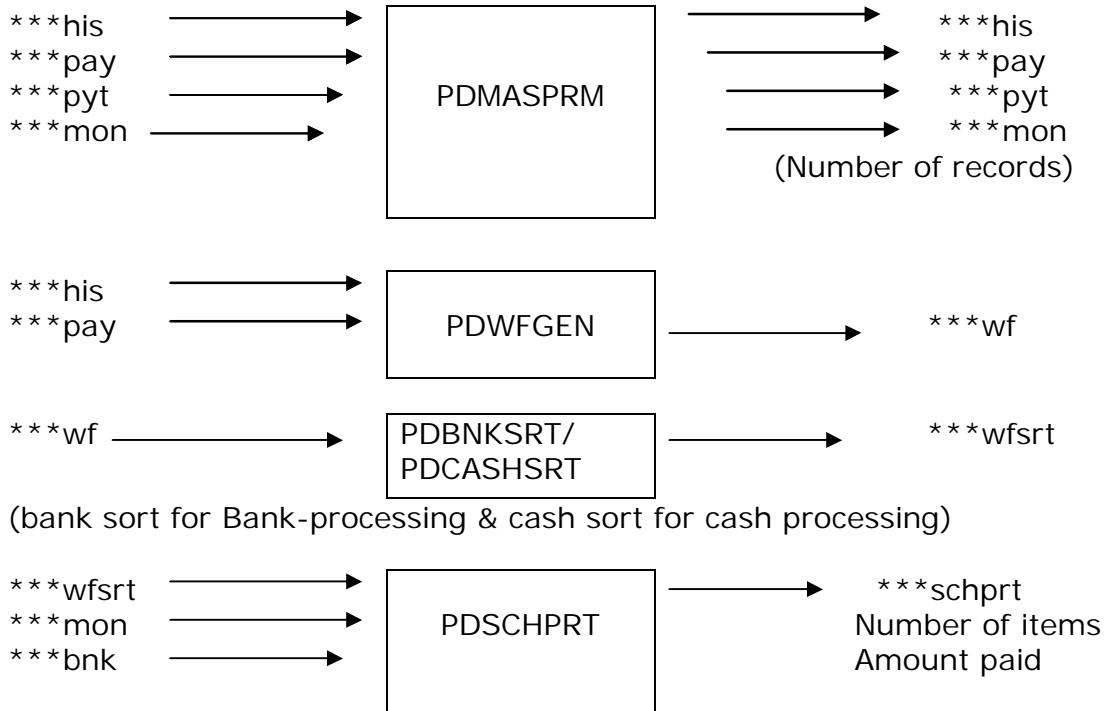 ***his ***his
***pay ***pay
***pyt PDMASPRM ***pyt
***mon ***mon
(Number of records)
***his
***pay PDWFGEN ***wf
***wf PDBNKSRT/ ***wfsrt
PDCASHSRT
(bank sort for Bank-processing & cash sort for cash processing)
***wfsrt ***schprt
***mon PDSCHPRT Number of items
***bnk Amount paid